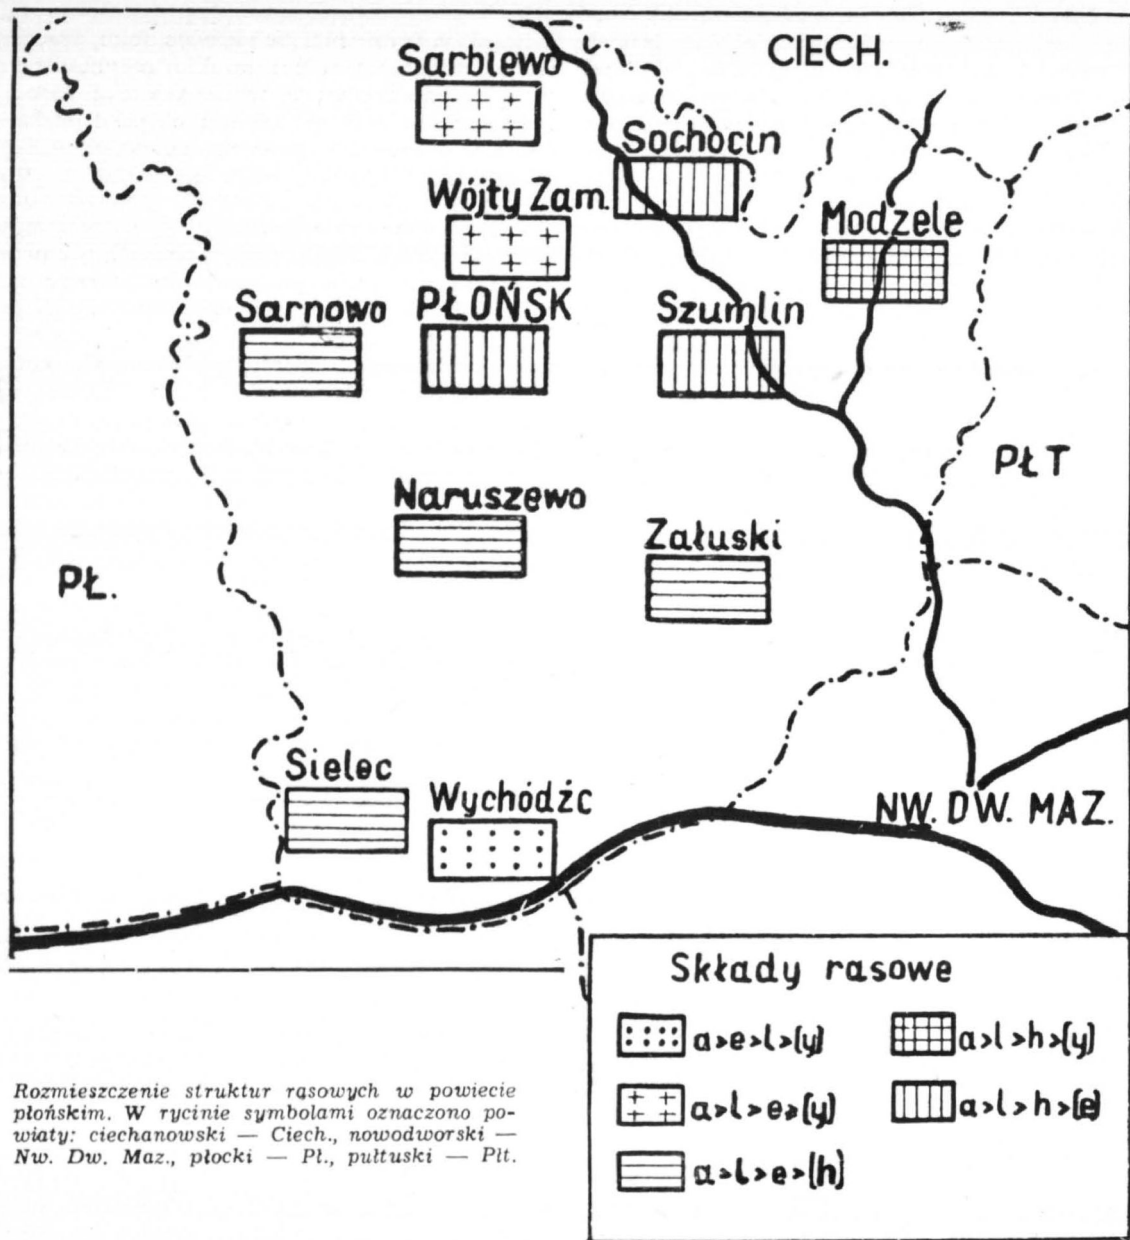 CIECH.
Sarblewo
Sochocin
Wójty Zam.
Modzele
Sarnowo
PŁOŃSK
Szumlin
PŁT
Naruszewo
Załuski
PŁ.
Sielec
Wychódźc
NW. DW. MAZ.
Składy rasowe
a>e>l>(y)
a>l>h>(y)
a>l>e>(y)
a>l>h>(e)
a>l>e>(h)
Rozmieszczenie struktur rasowych w powiecie
płońskim. W rycinie symbolami oznaczono po-
wiaty: ciechanowski — Ciech., nowodworski —
Nw. Dw. Maz., płocki — Pł., pułtuski — Płt.